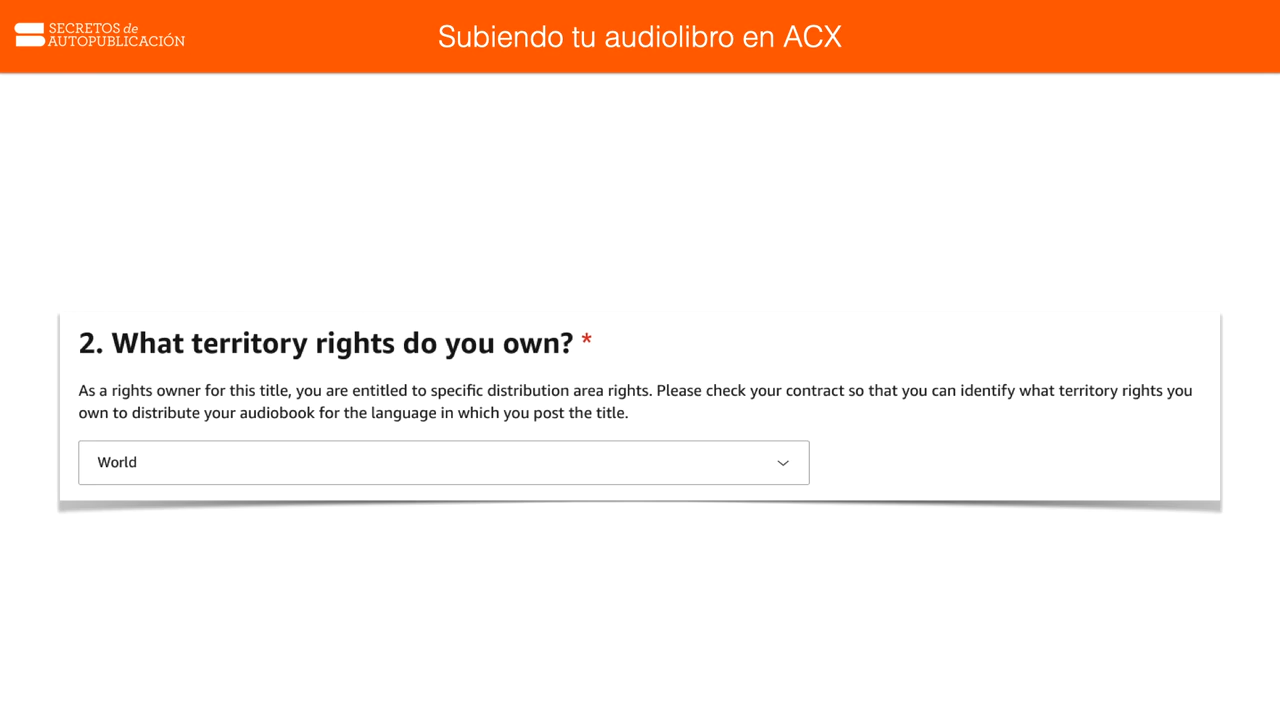 SECRETOS de
AUTOPUBLICACIÓN
Subiendo tu audiolibro en ACX
2. What territory rights do you own? *
As a rights owner for this title, you are entitled to specific distribution area rights. Please check your contract so that you can identify what territory rights you
own to distribute your audiobook for the language in which you post the title.
World